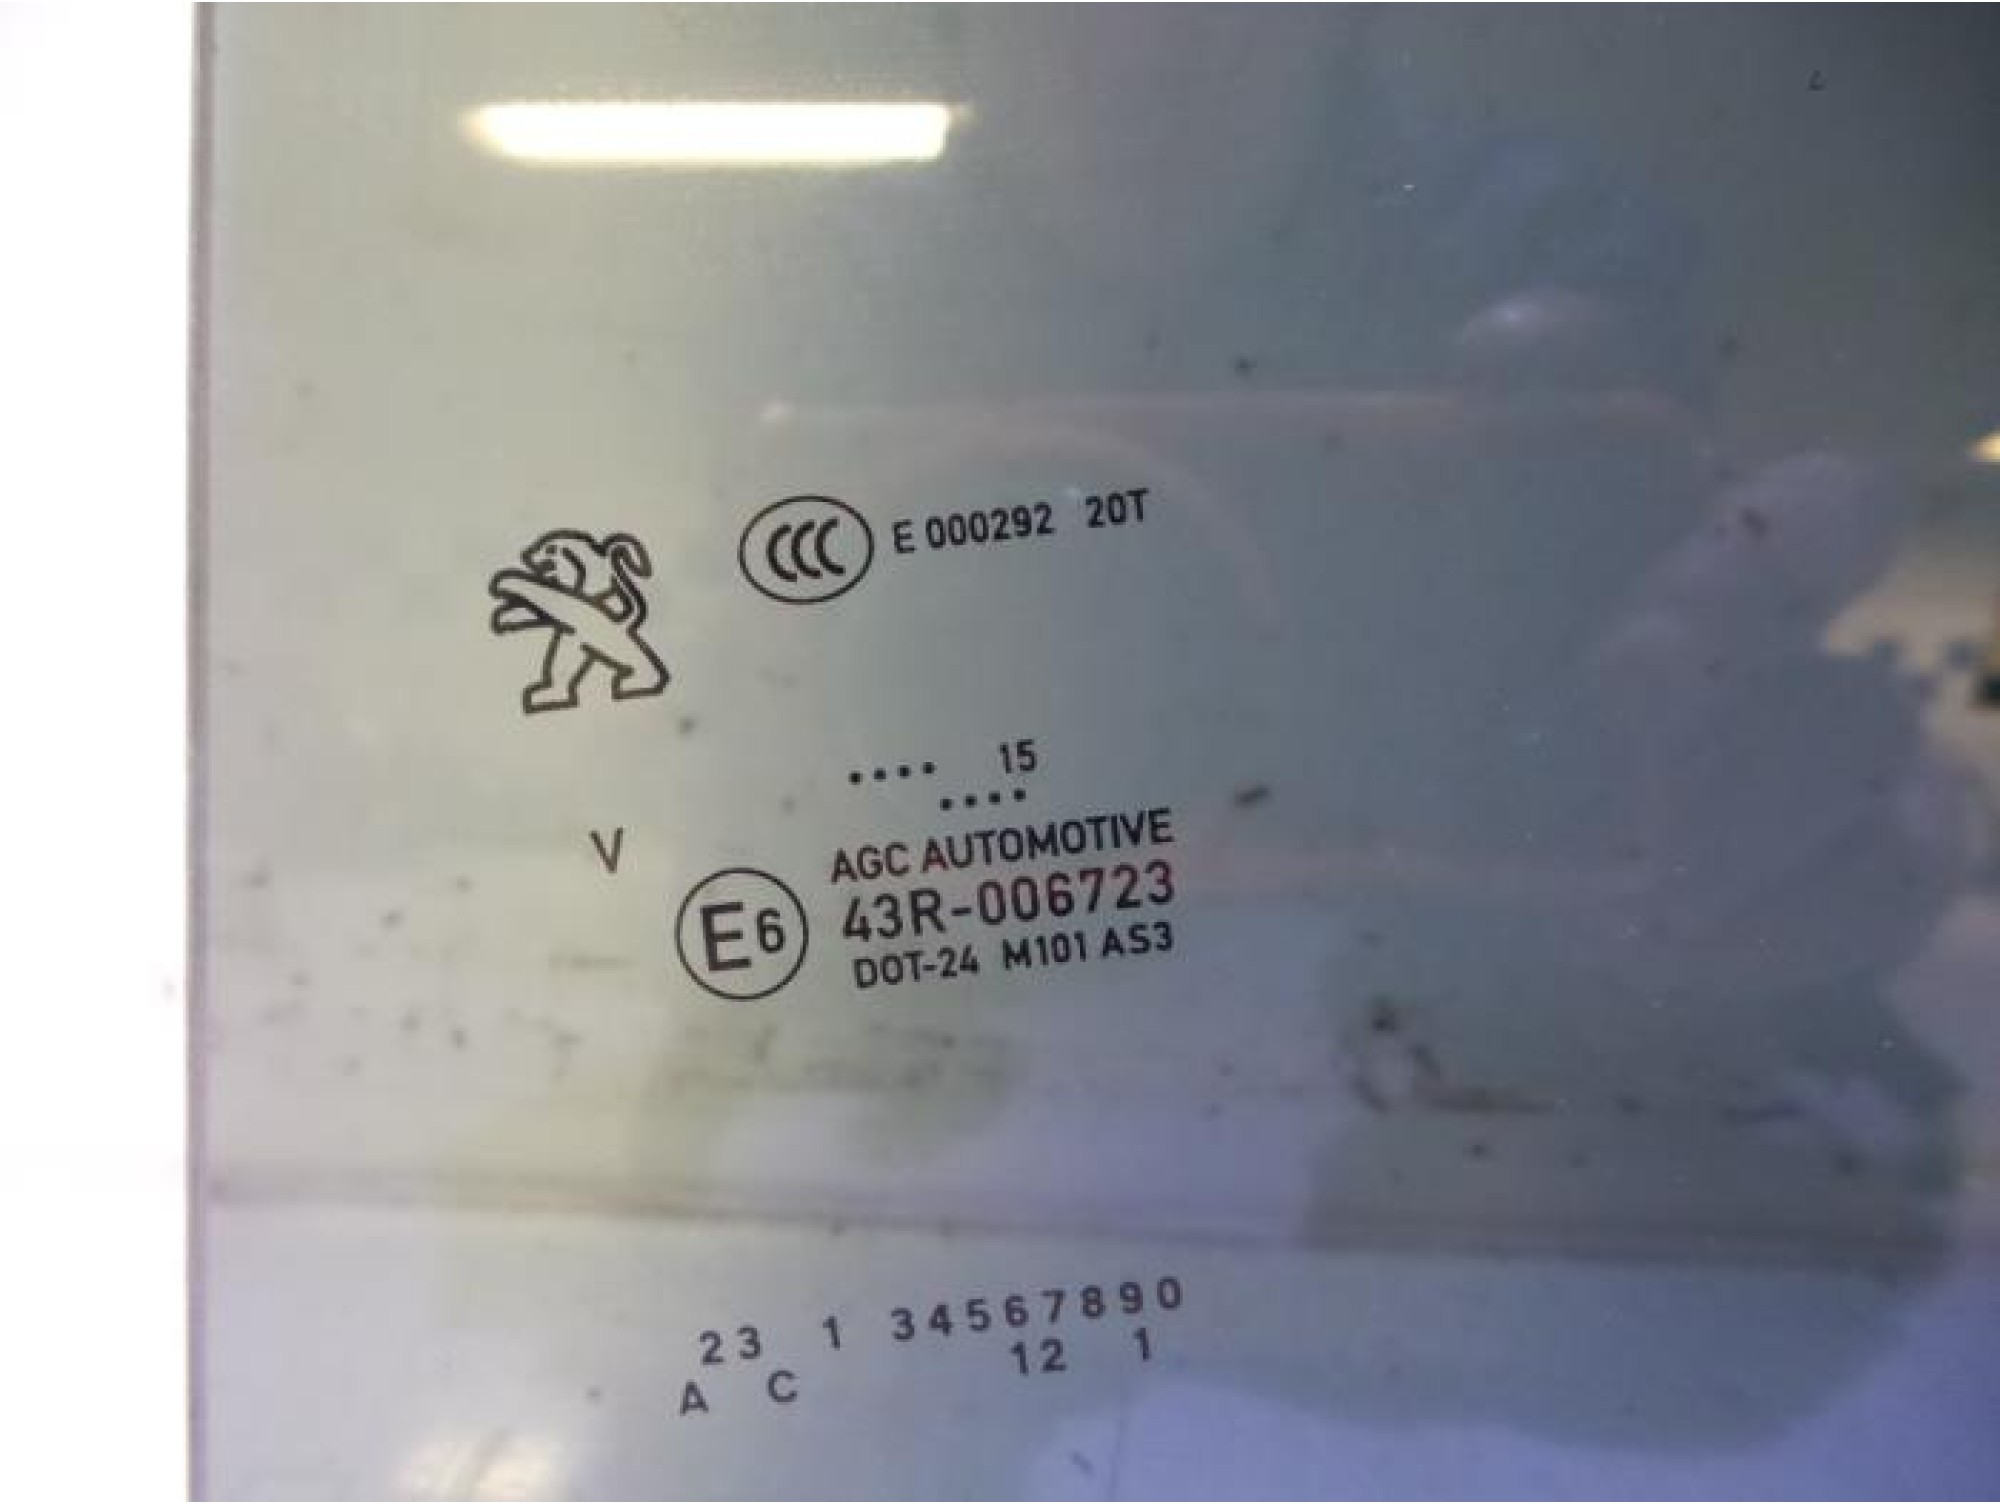 CCC E 000292 20T
.... 15
....
V
AGC AUTOMOTIVE
E6 43R-006723
DOT-24 M101 AS3
23 1 34567890
12 1
A C